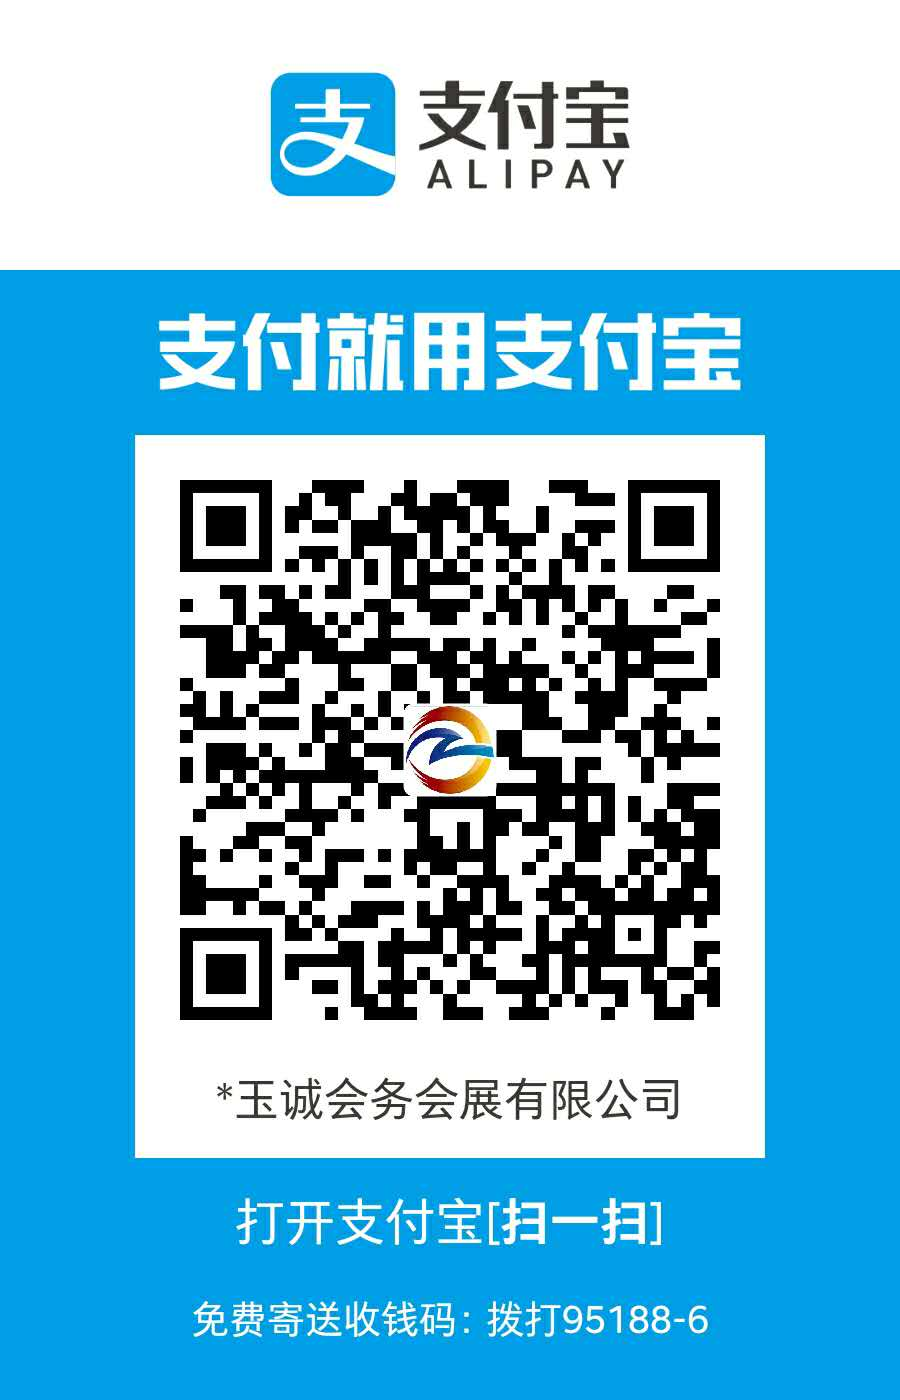 支 支付宝
ALIPAY
支付就用支付宝
*玉诚会务会展有限公司
打开支付宝[扫一扫]
免费寄送收钱码：拨打95188-6